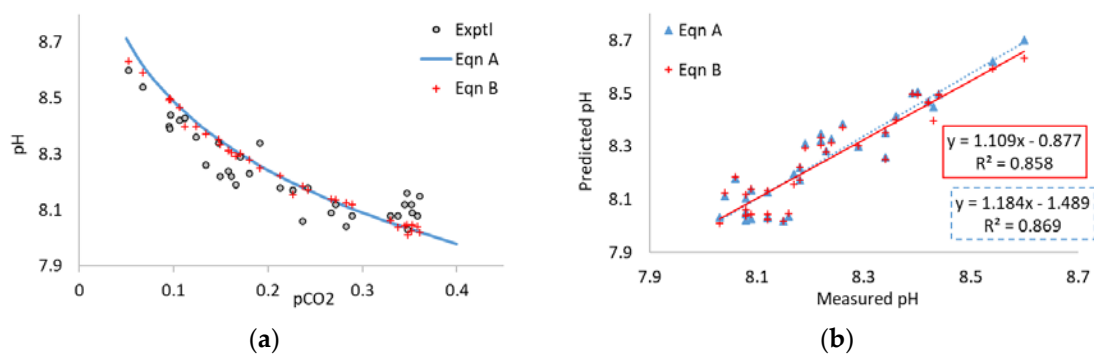 Exptl
Eqn A
Eqn B
8.7
8.5
8.3
8.1
7.9
pH
0
0.1
0.2
0.3
0.4
pCO2
(a)
Eqn A
Eqn B
8.7
8.5
8.3
8.1
7.9
Predicted pH
y = 1.109x - 0.877
R² = 0.858
y = 1.184x - 1.489
R² = 0.869
7.9
8.1
8.3
8.5
8.7
Measured pH
(b)